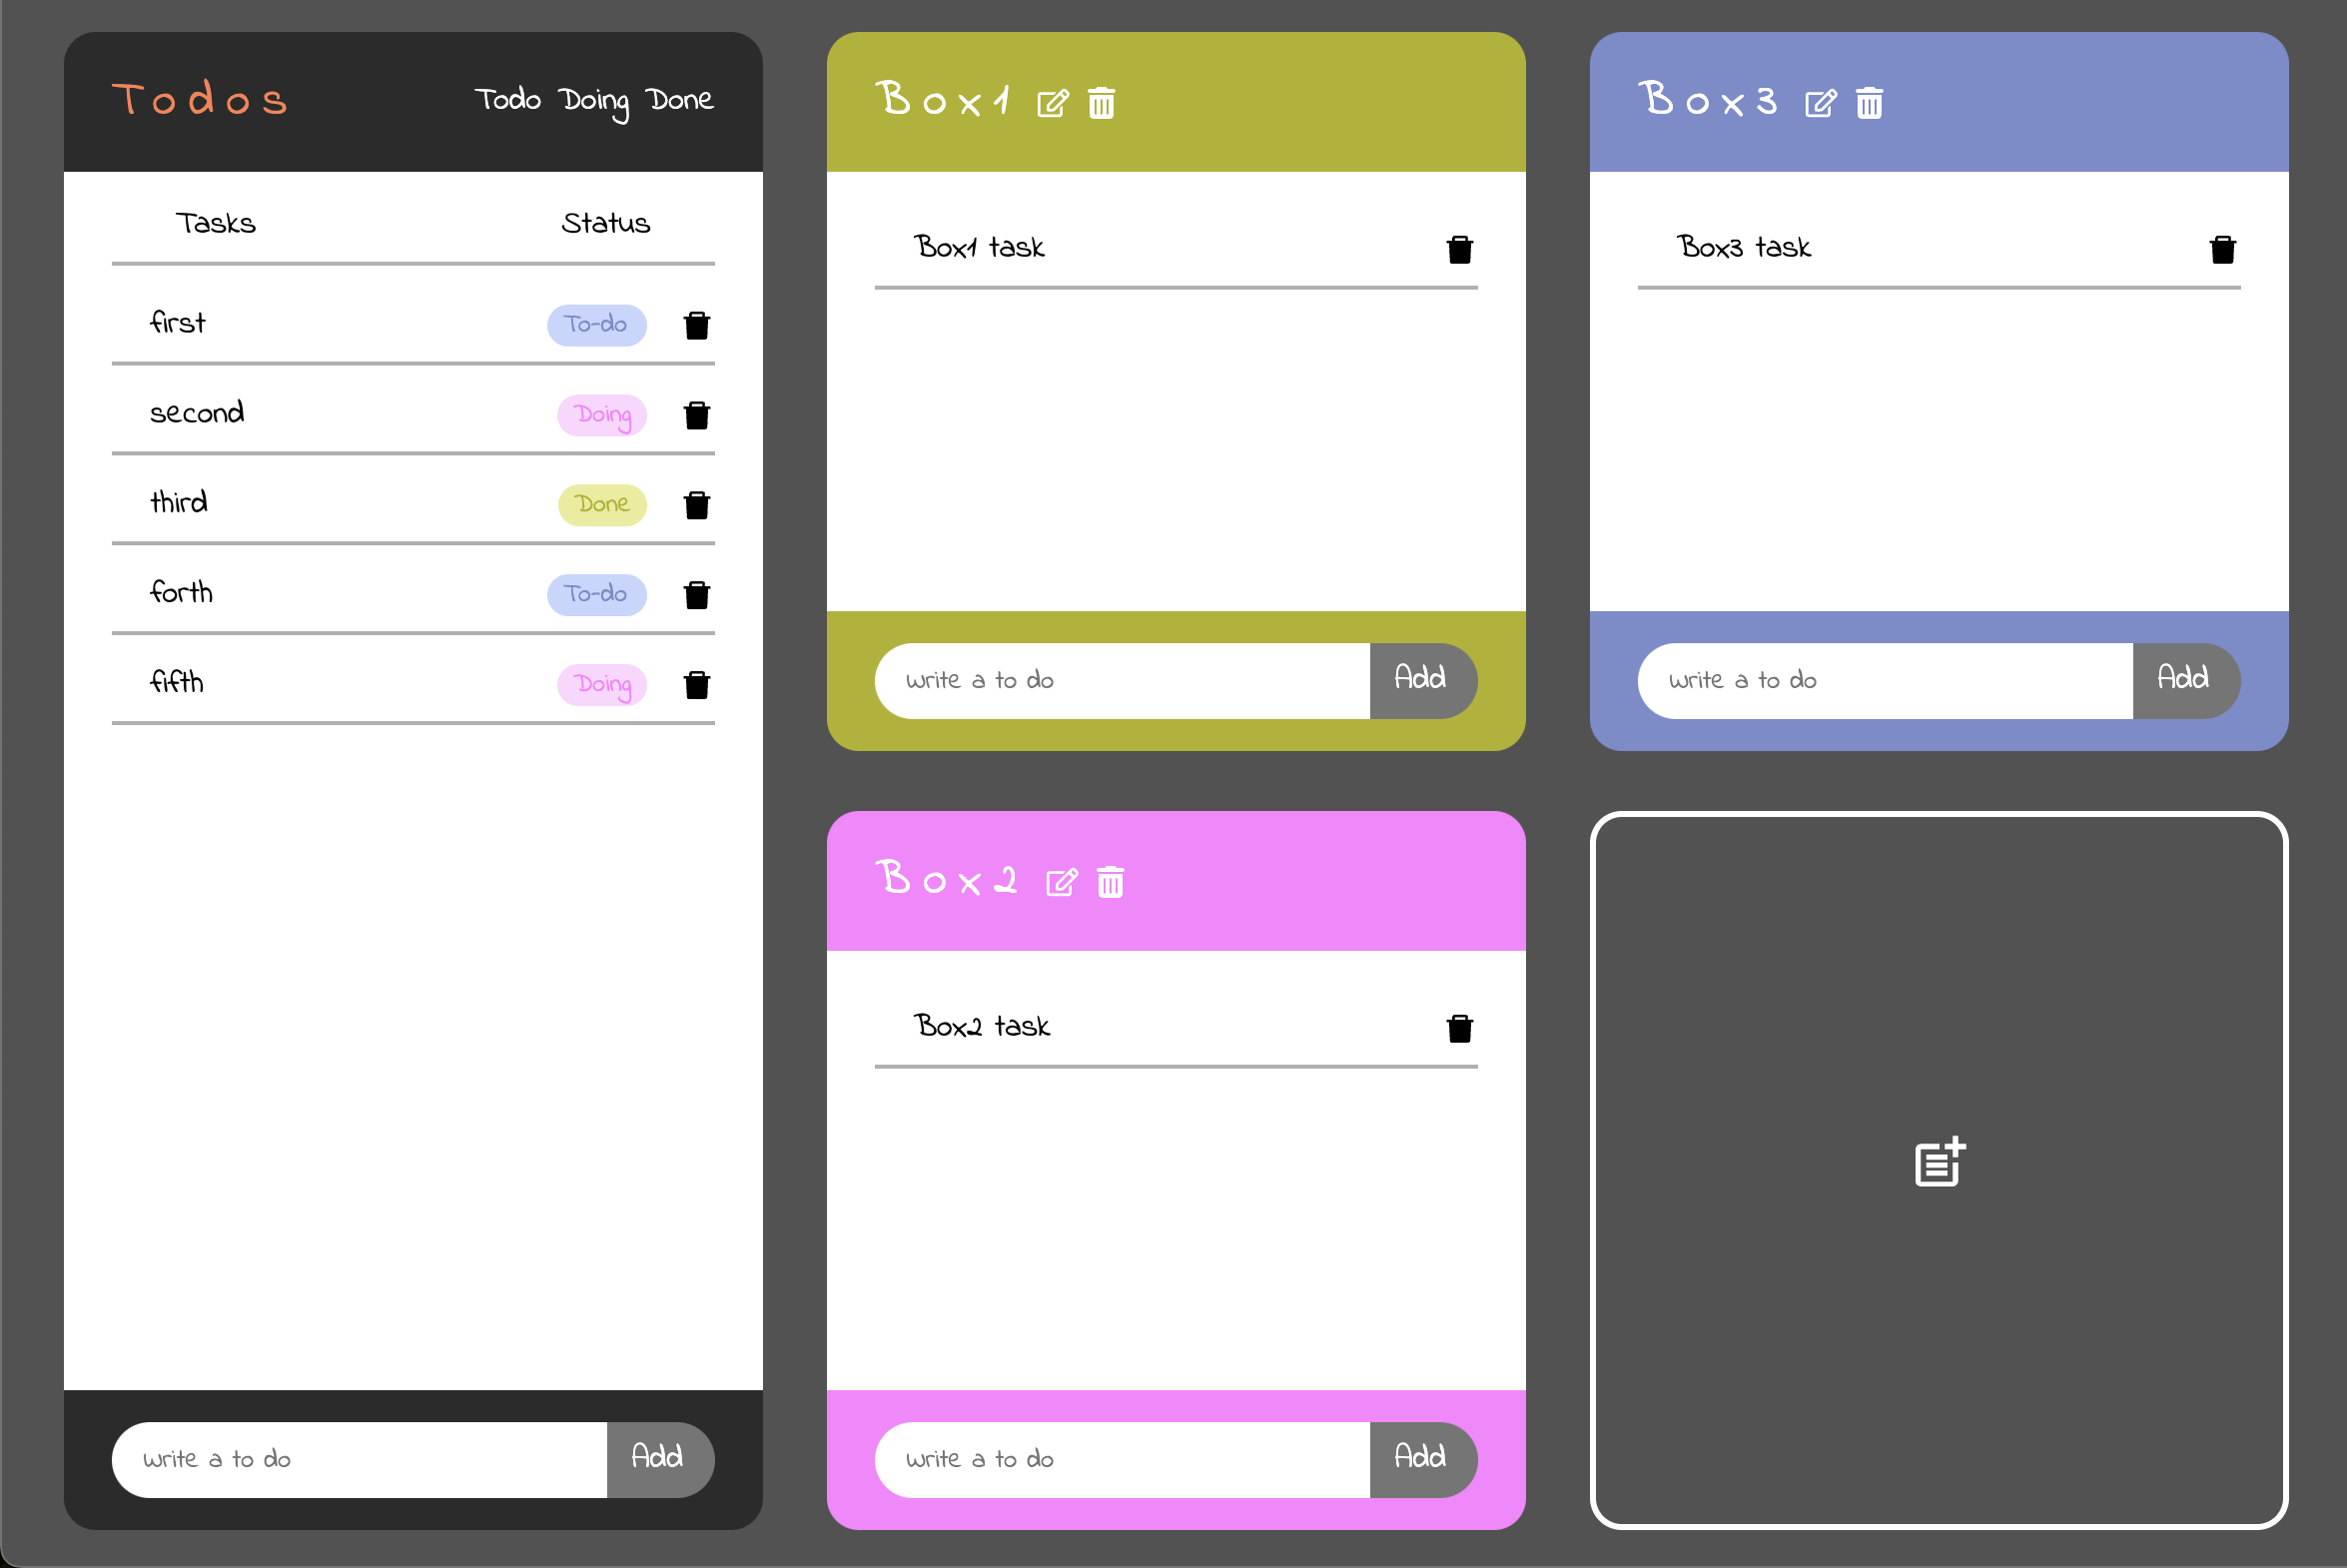 Todos
Todo Doing Done
Tasks Status
first To-do
second Doing
third Done
forth To-do
fifth Doing
write a to do Add
Box1
Box1 task
write a to do Add
Box2
Box2 task
write a to do Add
Box3
Box3 task
write a to do Add